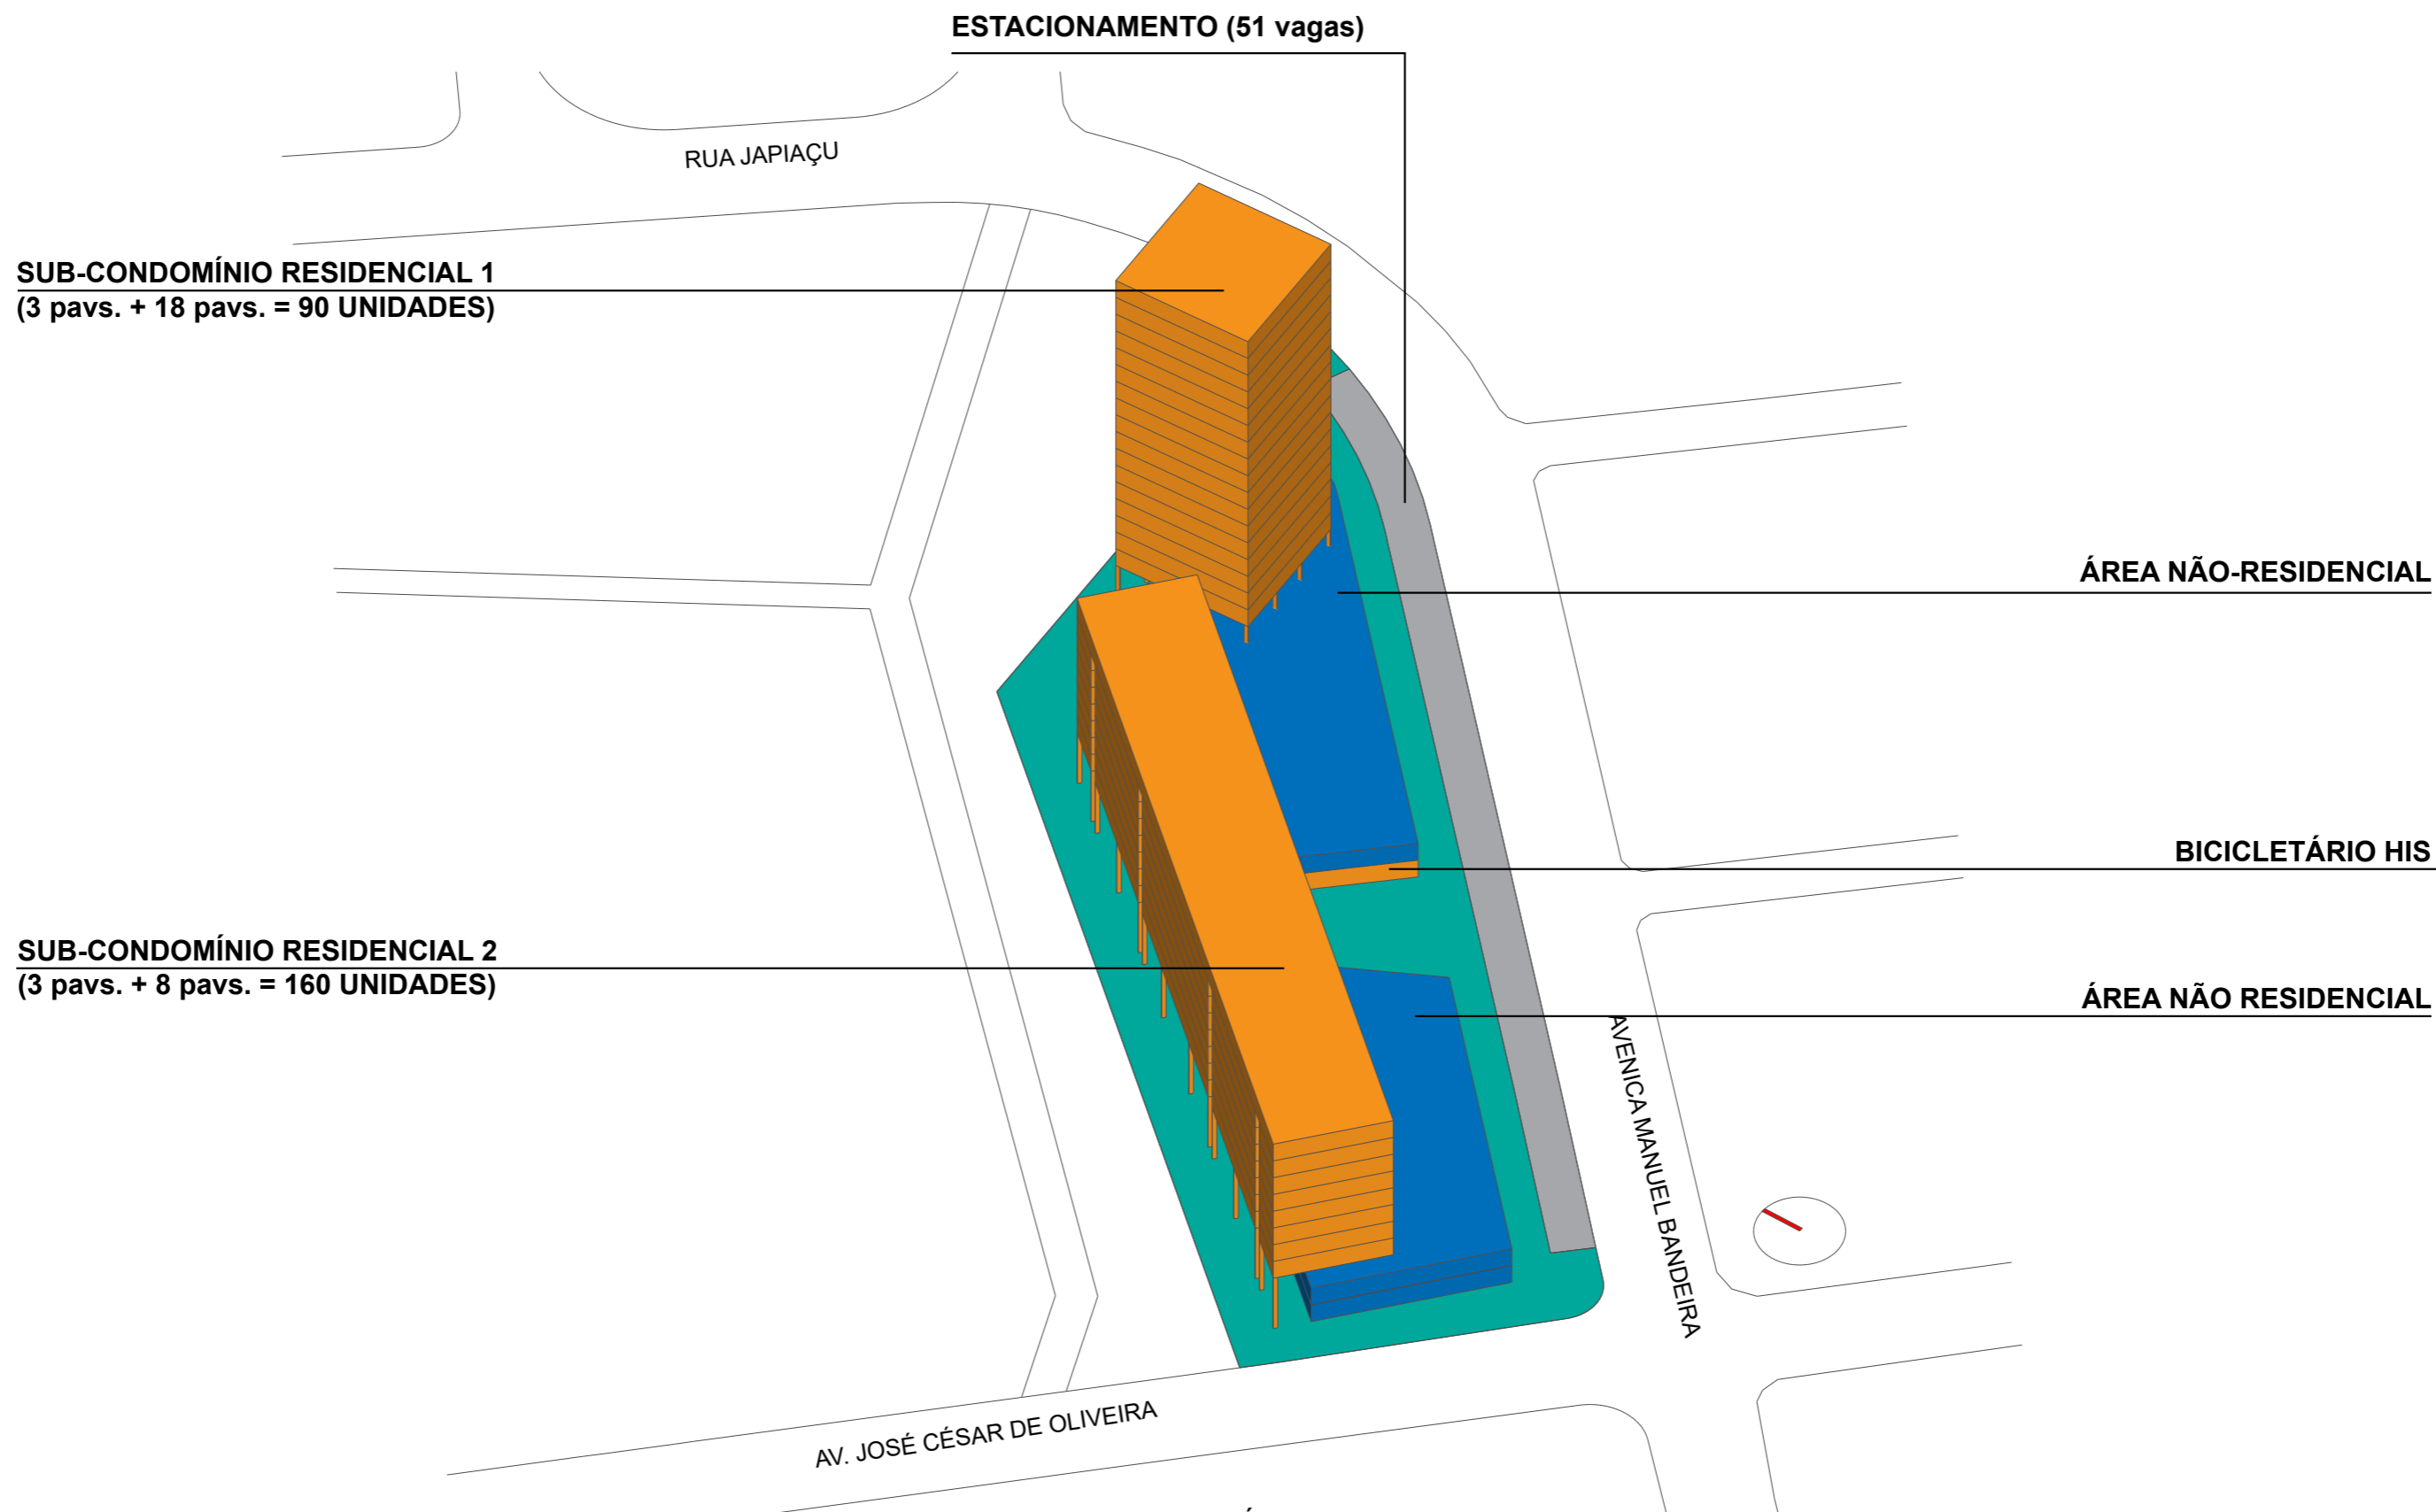 ESTACIONAMENTO (51 vagas)
RUA JAPIAÇU
SUB-CONDOMÍNIO RESIDENCIAL 1
(3 pavs. + 18 pavs. = 90 UNIDADES)
ÁREA NÃO-RESIDENCIAL
BICICLETÁRIO HIS
SUB-CONDOMÍNIO RESIDENCIAL 2
(3 pavs. + 8 pavs. = 160 UNIDADES)
ÁREA NÃO RESIDENCIAL
AVENICA MANUEL BANDEIRA
AV. JOSÉ CÉSAR DE OLIVEIRA